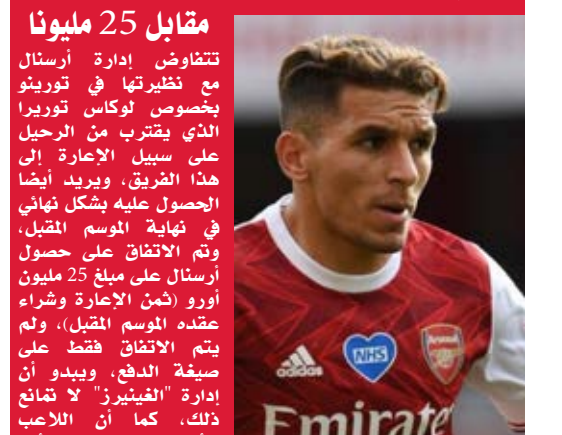 مقابل 25 مليونا
تتفاوض إدارة أرسنال
مع نظيرتها في تورينو
بخصوص لوكاس توريرا
الذي يقترب من الرحيل
على سبيل الإعارة إلى
هذا الفريق، ويريد أيضا
الحصول عليه بشكل نهائي
في نهاية الموسم المقبل،
وتم الاتفاق على حصول
أرسنال على مبلغ 25 مليون
أورو (ثمن الإعارة وشراء
عقده الموسم المقبل)، ولم
يتم الاتفاق فقط على
صيغة الدفع، ويبدو أن
إدارة "الغينيرز" لا تمانع
ذلك، كما أن اللاعب
adidas
NHS
Arsenal
Emirate